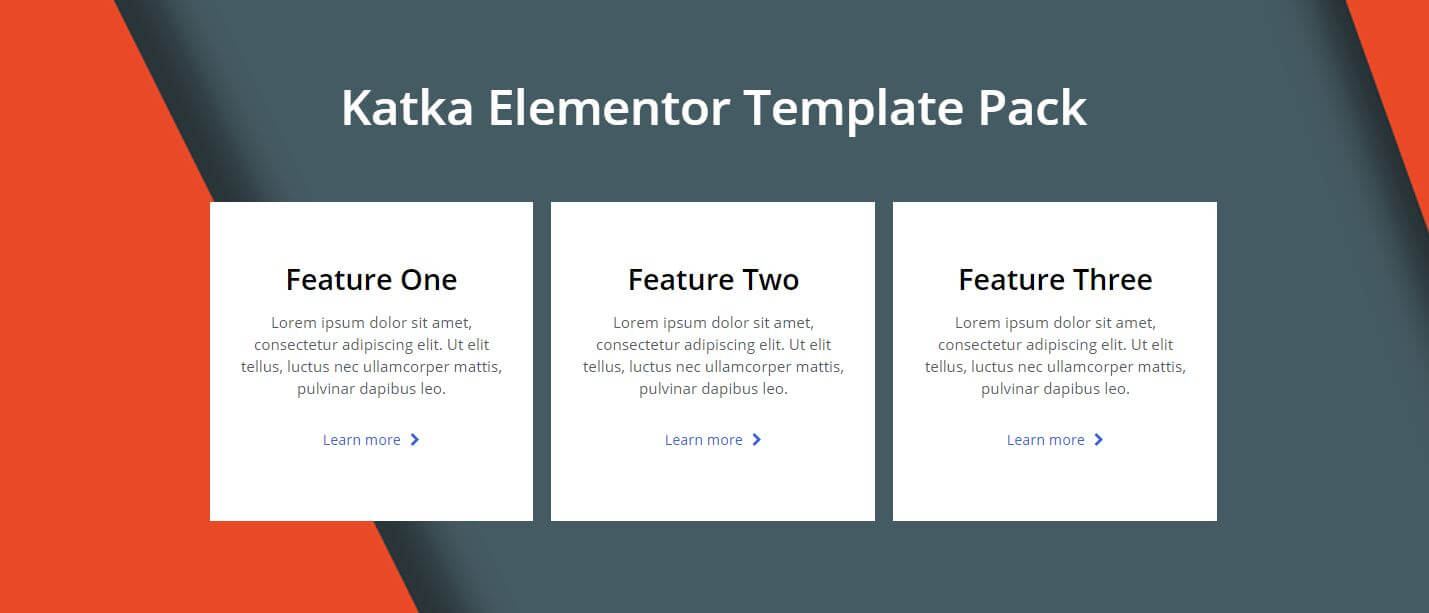 Katka Elementor Template Pack
Feature One
Lorem ipsum dolor sit amet,
consectetur adipiscing elit. Ut elit
tellus, luctus nec ullamcorper mattis,
pulvinar dapibus leo.
Learn more
Feature Two
Lorem ipsum dolor sit amet,
consectetur adipiscing elit. Ut elit
tellus, luctus nec ullamcorper mattis,
pulvinar dapibus leo.
Learn more
Feature Three
Lorem ipsum dolor sit amet,
consectetur adipiscing elit. Ut elit
tellus, luctus nec ullamcorper mattis,
pulvinar dapibus leo.
Learn more